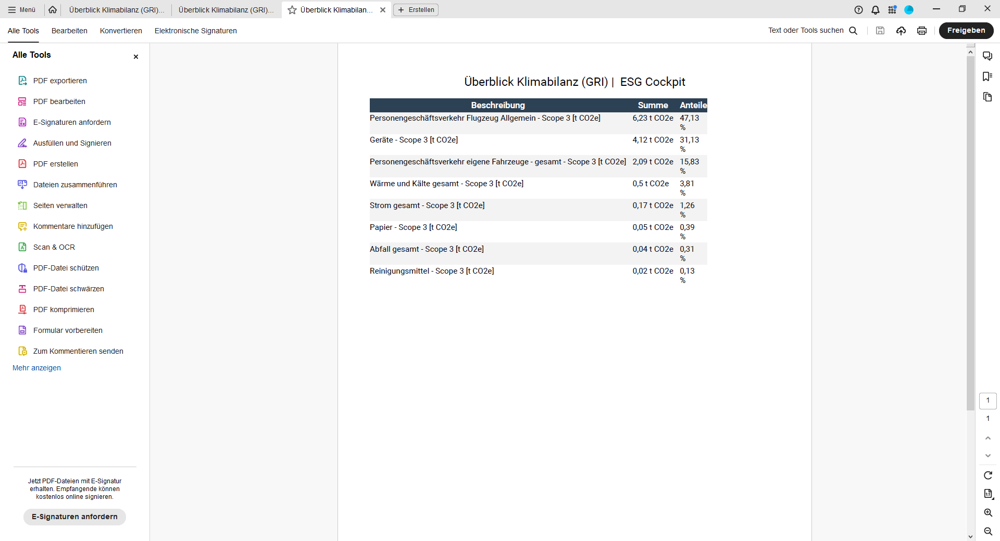 Menü
Überblick Klimabilanz (GRI)...
Überblick Klimabilanz (GRI)...
Überblick Klimabilan...
Erstellen
Alle Tools
Bearbeiten
Konvertieren
Elektronische Signaturen
Text oder Tools suchen
Freigeben
Alle Tools
PDF exportieren
PDF bearbeiten
E-Signaturen anfordern
Ausfüllen und Signieren
PDF erstellen
Dateien zusammenführen
Seiten verwalten
Kommentare hinzufügen
Scan & OCR
PDF-Datei schützen
PDF-Datei schwärzen
PDF komprimieren
Formular vorbereiten
Zum Kommentieren senden
Mehr anzeigen
Jetzt PDF-Dateien mit E-Signatur
erhalten. Empfangende können
kostenlos online signieren.
E-Signaturen anfordern
Überblick Klimabilanz (GRI) | ESG Cockpit
Beschreibung Summe Anteile
Personengeschäftsverkehr Flugzeug Allgemein - Scope 3 [t CO2e] 6,23 t CO2e 47,13
%
Geräte - Scope 3 [t CO2e] 4,12 t CO2e 31,13
%
Personengeschäftsverkehr eigene Fahrzeuge - gesamt - Scope 3 [t CO2e] 2,09 t CO2e 15,83
%
Wärme und Kälte gesamt - Scope 3 [t CO2e] 0,5 t CO2e 3,81
%
Strom gesamt - Scope 3 [t CO2e] 0,17 t CO2e 1,26
%
Papier - Scope 3 [t CO2e] 0,05 t CO2e 0,39
%
Abfall gesamt - Scope 3 [t CO2e] 0,04 t CO2e 0,31
%
Reinigungsmittel - Scope 3 [t CO2e] 0,02 t CO2e 0,13
%
1
1